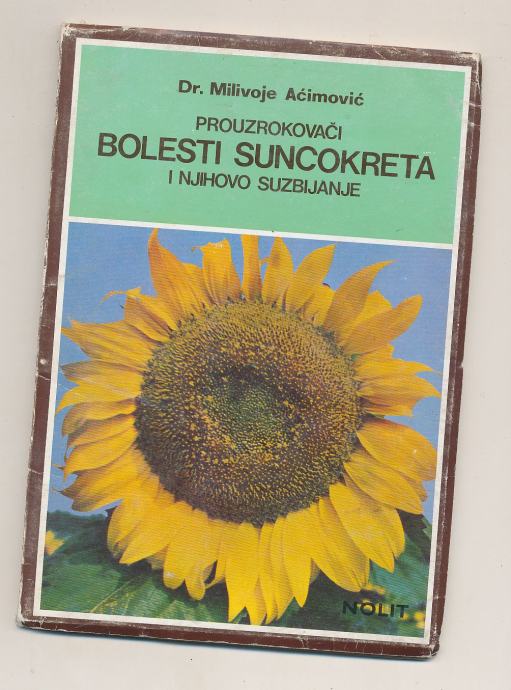 Dr. Milivoje Aćimović
PROUZROKOVAČI
BOLESTI SUNCOKRETA
I NJIHOVO SUZBIJANJE
NOLIT